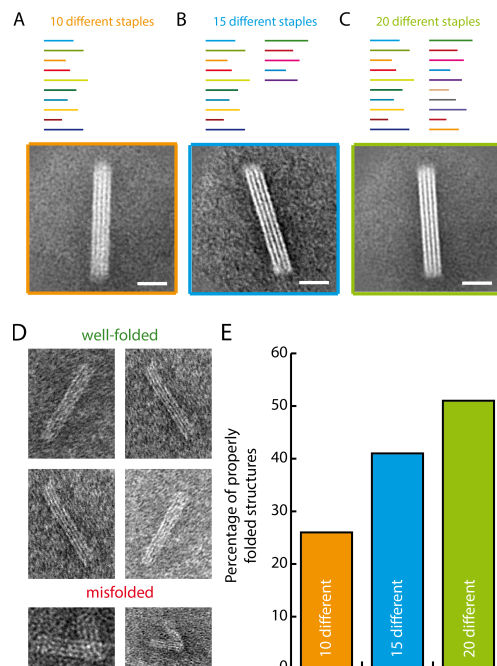 A
10 different staples
B
15 different staples
C
20 different staples
D
well-folded
misfolded
E
Percentage of properly
folded structures
60
50
40
30
20
10
0
10 different
15 different
20 different